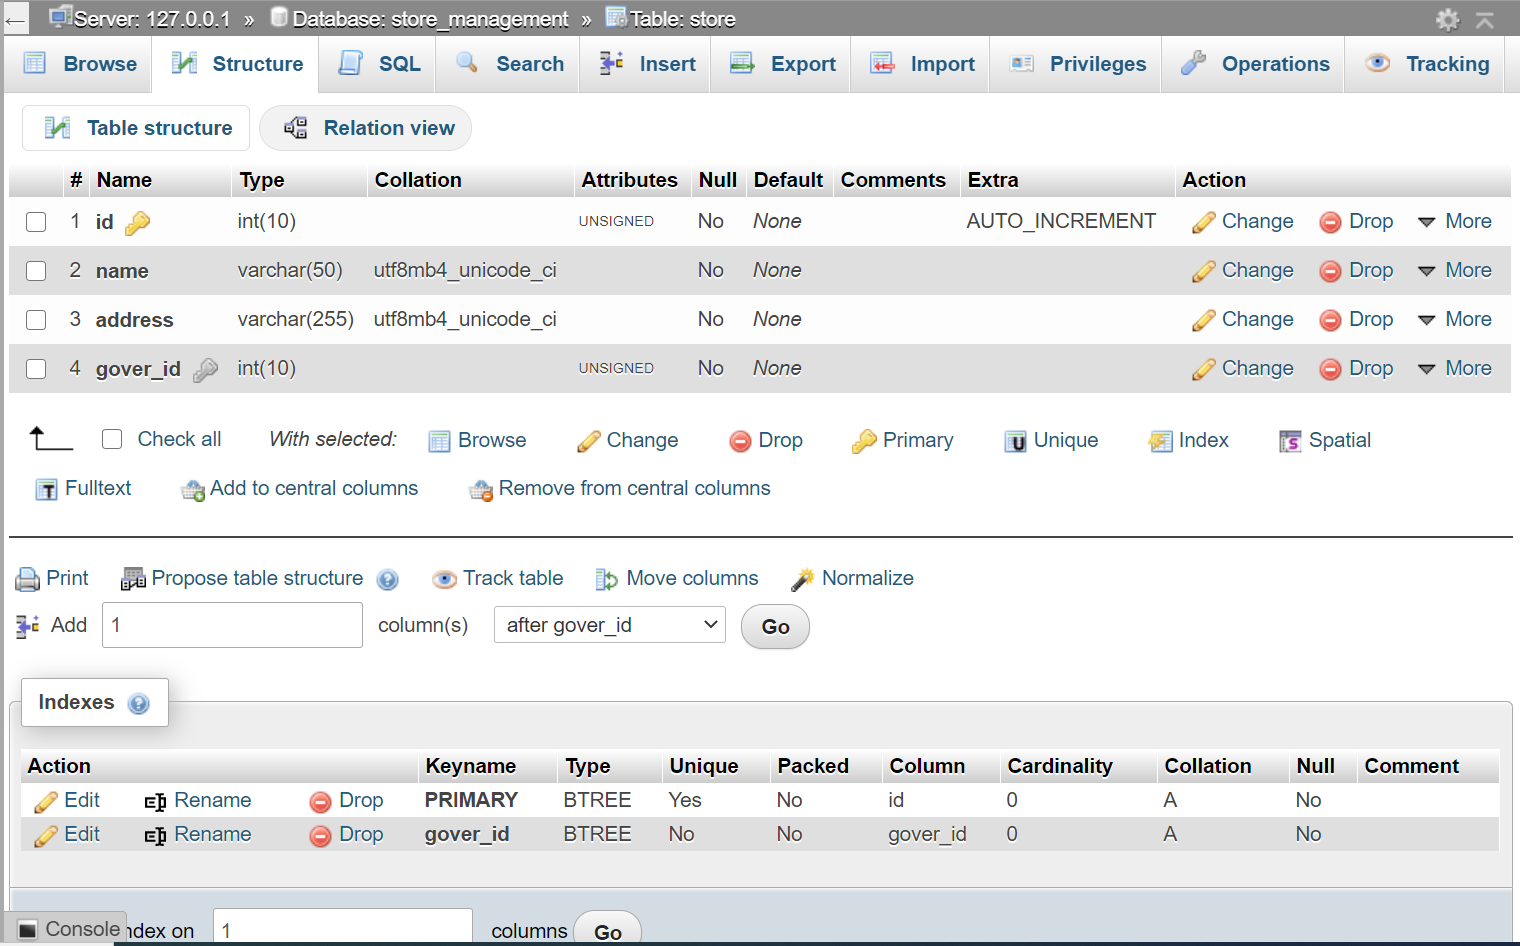 Server: 127.0.0.1 » Database: store_management » Table: store
Browse Structure SQL Search Insert Export Import Privileges Operations Tracking
Table structure Relation view
# Name Type Collation Attributes Null Default Comments Extra Action
1 id int(10) UNSIGNED No None AUTO_INCREMENT Change Drop More
2 name varchar(50) utf8mb4_unicode_ci No None Change Drop More
3 address varchar(255) utf8mb4_unicode_ci No None Change Drop More
4 gover_id int(10) UNSIGNED No None Change Drop More
Check all With selected: Browse Change Drop Primary Unique Index Spatial
Fulltext Add to central columns Remove from central columns
Print Propose table structure Track table Move columns Normalize
Add 1 column(s) after gover_id Go
Indexes
Action Keyname Type Unique Packed Column Cardinality Collation Null Comment
Edit Rename Drop PRIMARY BTREE Yes No id 0 A No
Edit Rename Drop gover_id BTREE No No gover_id 0 A No
Console ndex on 1 columns Go